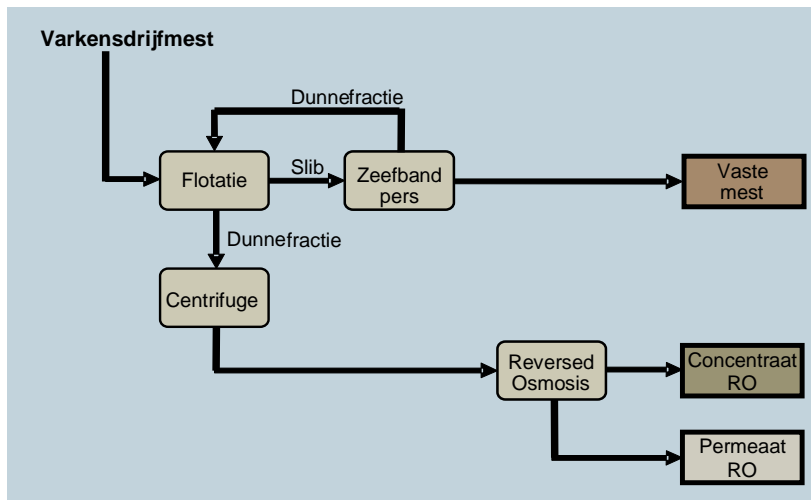 Varkensdrijfmest
Dunnefractie
Flotatie
Slib
Zeefband
pers
Vaste
mest
Dunnefractie
Centrifuge
Reversed
Osmosis
Concentraat
RO
Permeaat
RO